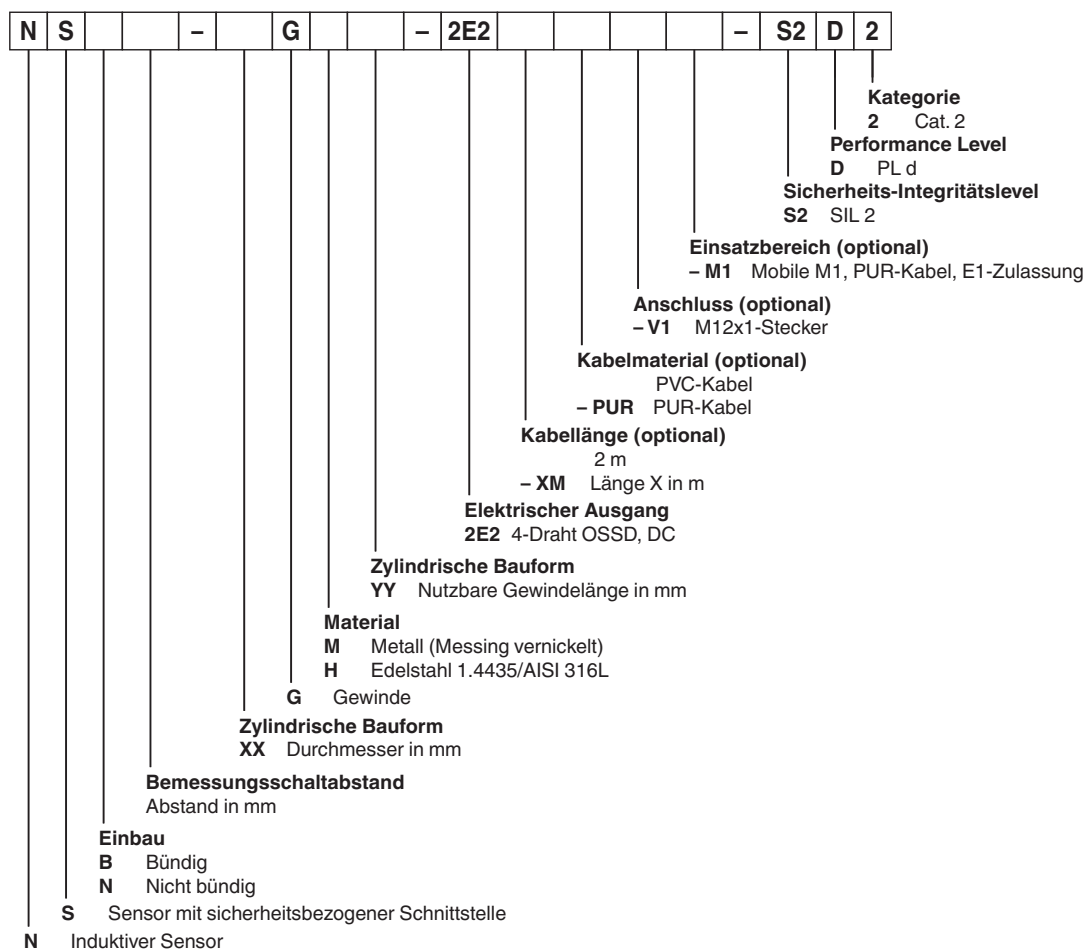 N S – G – 2E2 – S2 D 2
Kategorie
2 Cat. 2
Performance Level
D PL d
Sicherheits-Integritätslevel
S2 SIL 2
Einsatzbereich (optional)
– M1 Mobile M1, PUR-Kabel, E1-Zulassung
Anschluss (optional)
– V1 M12x1-Stecker
Kabelmaterial (optional)
PVC-Kabel
– PUR PUR-Kabel
Kabellänge (optional)
2 m
– XM Länge X in m
Elektrischer Ausgang
2E2 4-Draht OSSD, DC
Zylindrische Bauform
YY Nutzbare Gewindelänge in mm
Material
M Metall (Messing vernickelt)
H Edelstahl 1.4435/AISI 316L
G Gewinde
Zylindrische Bauform
XX Durchmesser in mm
Bemessungsschaltabstand
Abstand in mm
Einbau
B Bündig
N Nicht bündig
S Sensor mit sicherheitsbezogener Schnittstelle
N Induktiver Sensor